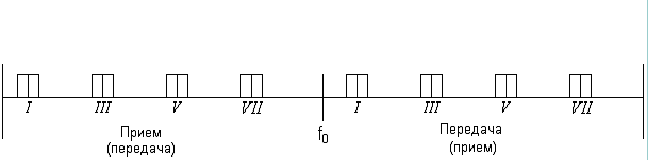 I III V VII I III V VII
Прием f₀ Передача
(передача) (прием)